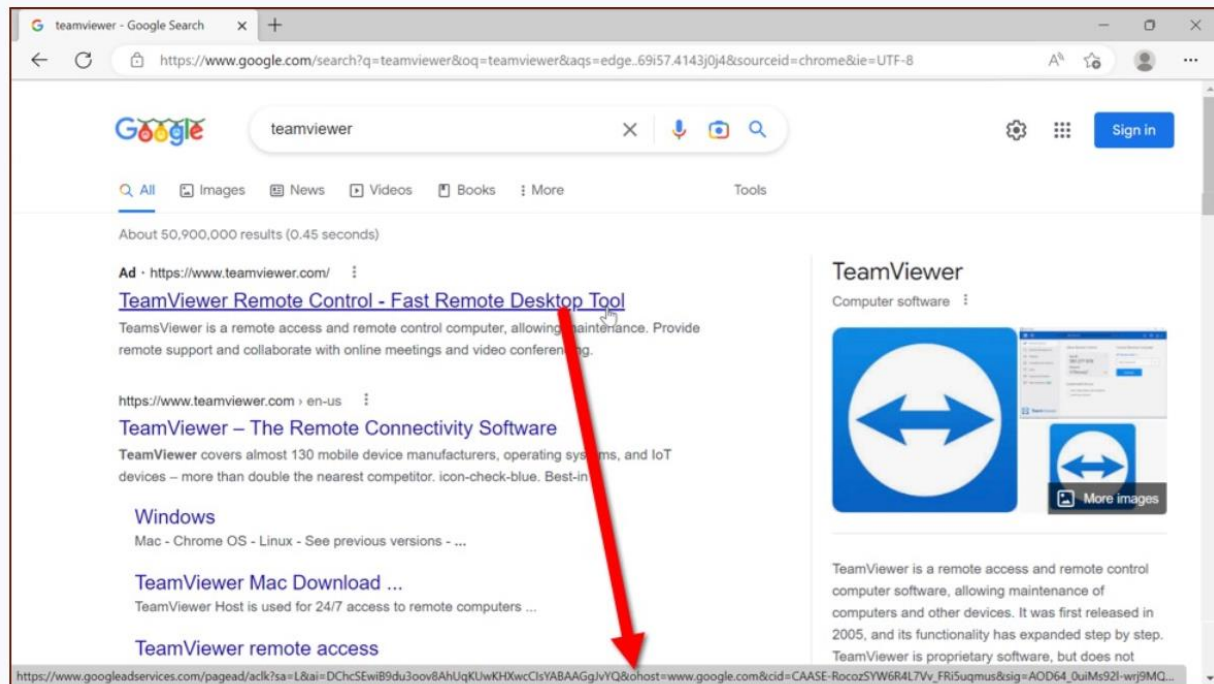 teamviewer - Google Search
https://www.google.com/search?q=teamviewer&oq=teamviewer&aqs=edge..69i57.4143j0j4&sourceid=chrome&ie=UTF-8
Google
teamviewer
Sign in
All Images News Videos Books More Tools
About 50,900,000 results (0.45 seconds)
Ad · https://www.teamviewer.com/
TeamViewer Remote Control - Fast Remote Desktop Tool
TeamsViewer is a remote access and remote control computer, allowing maintenance. Provide
remote support and collaborate with online meetings and video conferencing.
https://www.teamviewer.com › en-us
TeamViewer – The Remote Connectivity Software
TeamViewer covers almost 130 mobile device manufacturers, operating systems, and IoT
devices – more than double the nearest competitor. icon-check-blue. Best-in
Windows
Mac - Chrome OS - Linux - See previous versions - ...
TeamViewer Mac Download ...
TeamViewer Host is used for 24/7 access to remote computers ...
TeamViewer remote access
TeamViewer
Computer software
More images
TeamViewer is a remote access and remote control
computer software, allowing maintenance of
computers and other devices. It was first released in
2005, and its functionality has expanded step by step.
TeamViewer is proprietary software, but does not
https://www.googleadservices.com/pagead/aclk?sa=L&ai=DChcSEwiB9du3oov8AhUqKUwKHXwcCIsYABAAGgJvYQ&ohost=www.google.com&cid=CAASE-RocozSYW6R4L7Vv_FRi5uqmus&sig=AOD64_0uiMs92l-wrj9MQ...